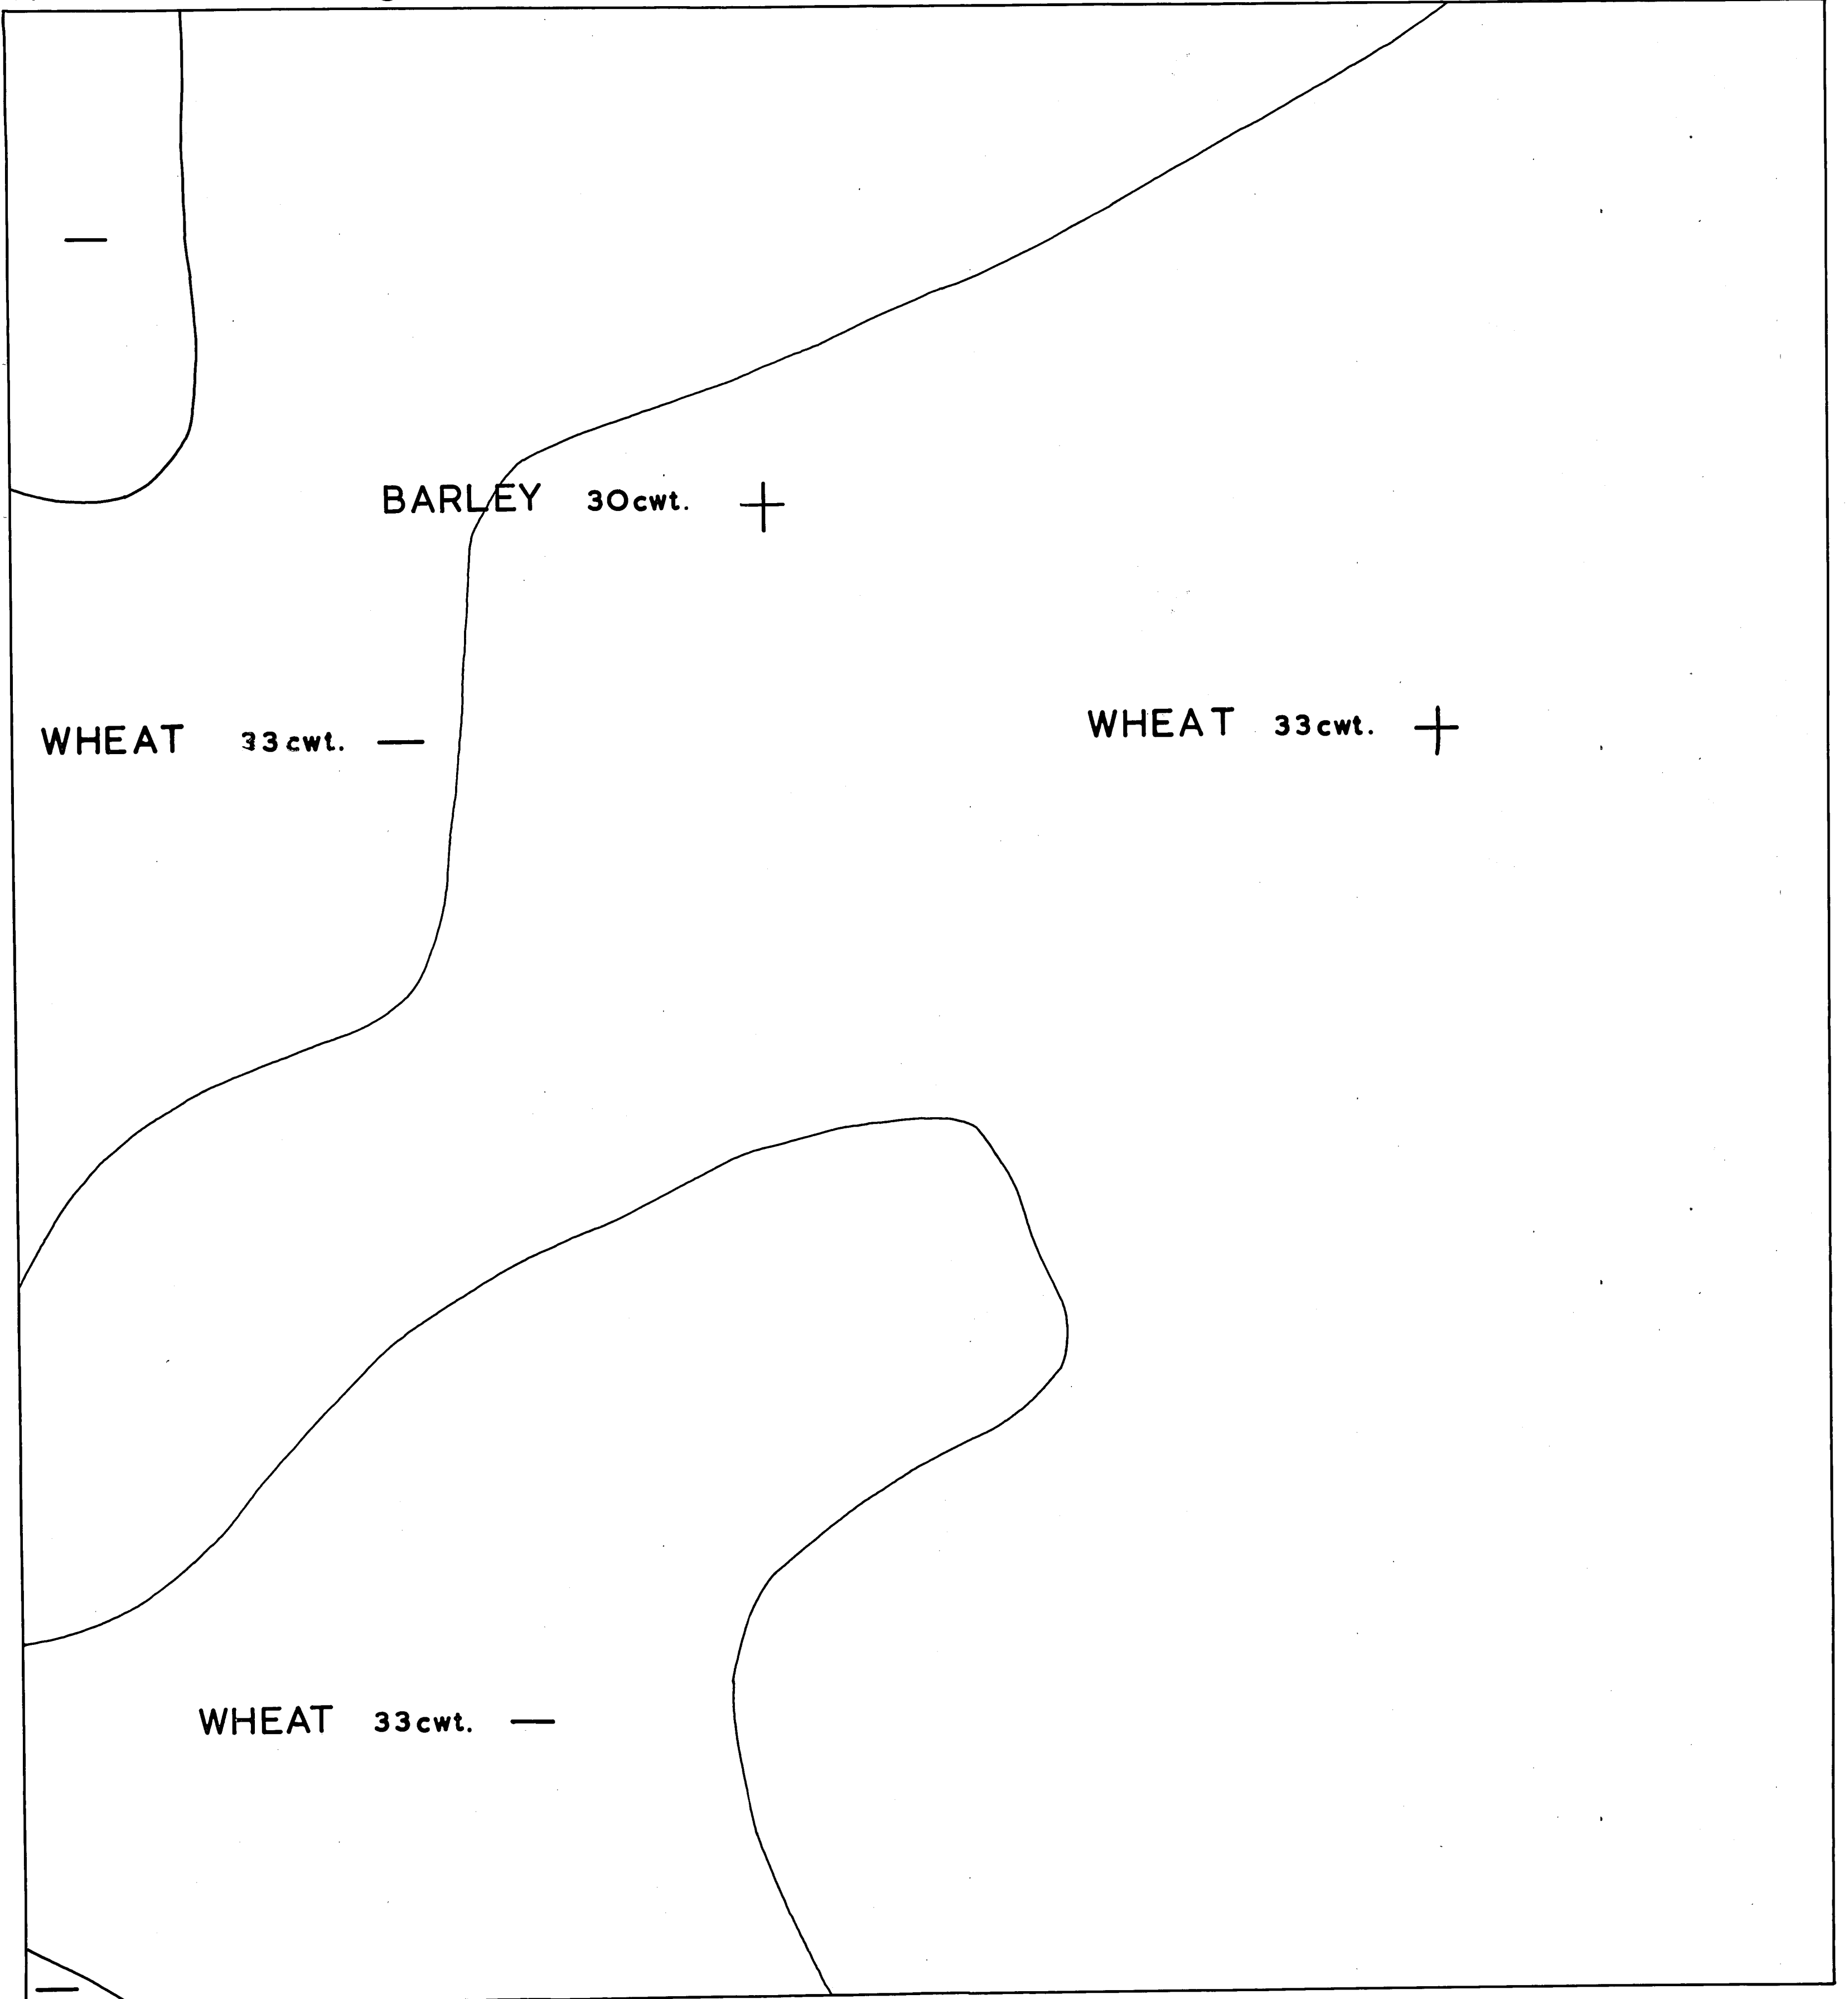 —
BARLEY 30cwt. +
WHEAT 33cwt. —
WHEAT 33cwt. +
WHEAT 33cwt. —
—